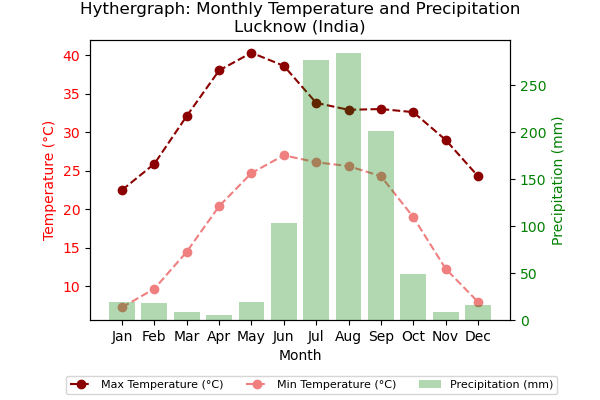 Hythergraph: Monthly Temperature and Precipitation
Lucknow (India)
Temperature (°C)
40
35
30
25
20
15
10
250
200
150
100
50
0
Precipitation (mm)
Jan Feb Mar Apr May Jun Jul Aug Sep Oct Nov Dec
Month
Max Temperature (°C) Min Temperature (°C) Precipitation (mm)